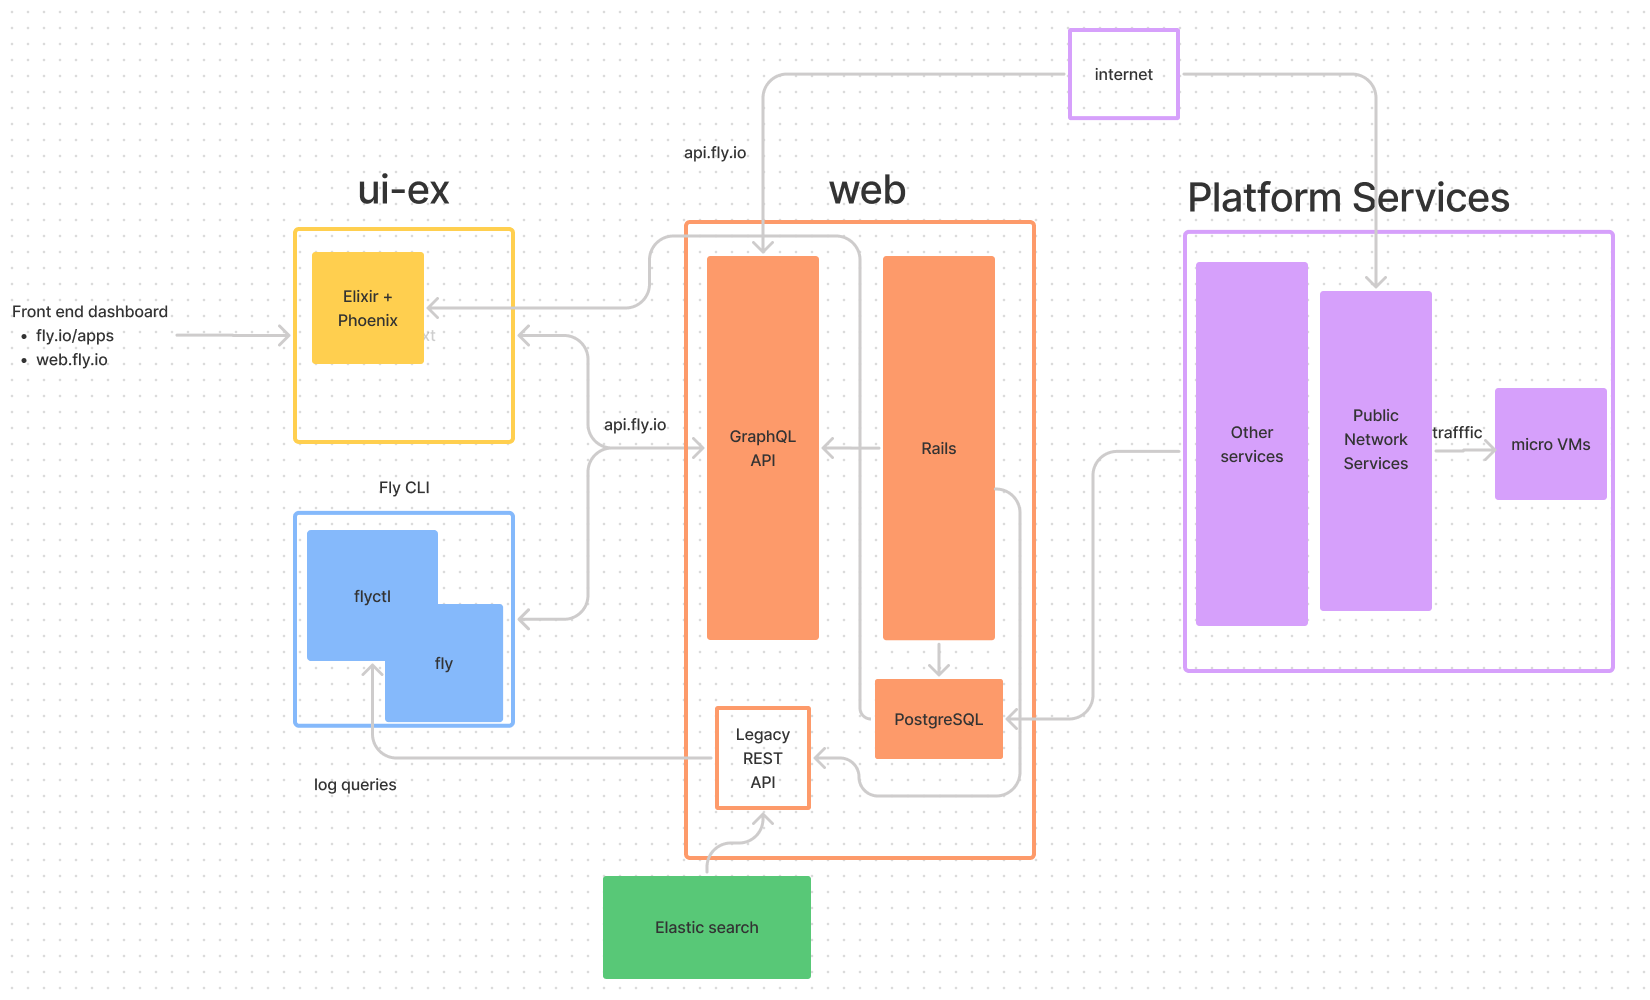 internet
api.fly.io
ui-ex
web
Platform Services
Elixir +
Phoenix
xt
Front end dashboard
• fly.io/apps
• web.fly.io
api.fly.io
GraphQL
API
Rails
Other
services
Public
Network
Services
trafffic
micro VMs
Fly CLI
flyctl
fly
PostgreSQL
Legacy
REST
API
log queries
Elastic search